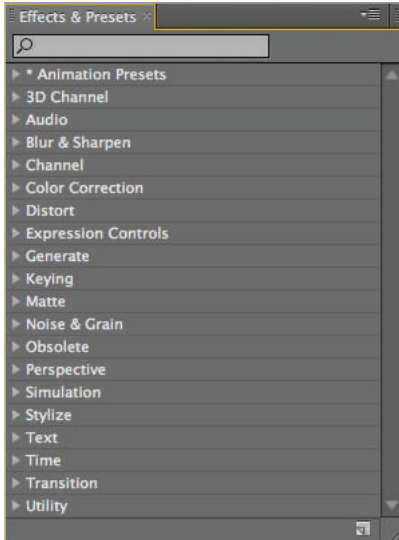 Effects & Presets
* Animation Presets
3D Channel
Audio
Blur & Sharpen
Channel
Color Correction
Distort
Expression Controls
Generate
Keying
Matte
Noise & Grain
Obsolete
Perspective
Simulation
Stylize
Text
Time
Transition
Utility